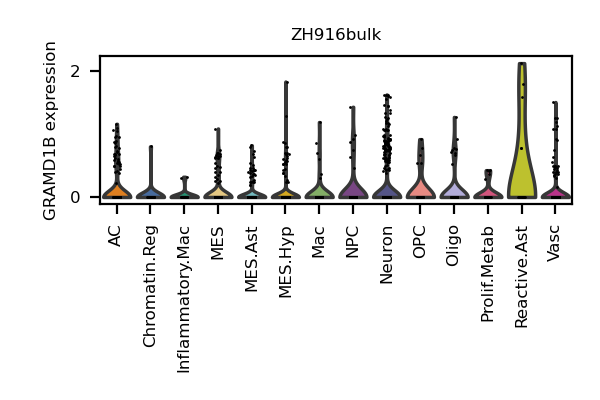 ZH916bulk
GRAMD1B expression
2
0
AC
Chromatin.Reg
Inflammatory.Mac
MES
MES.Ast
MES.Hyp
Mac
NPC
Neuron
OPC
Oligo
Prolif.Metab
Reactive.Ast
Vasc